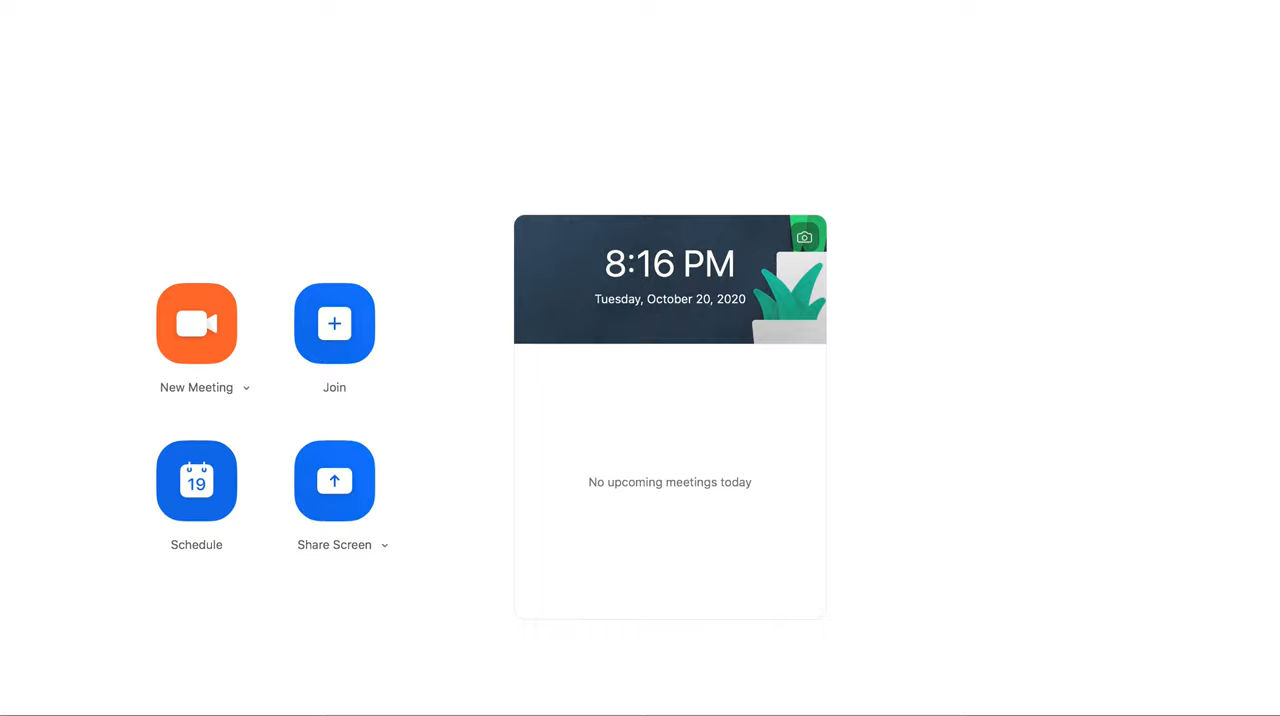 8:16 PM
Tuesday, October 20, 2020
New Meeting
Join
19
Schedule
Share Screen
No upcoming meetings today